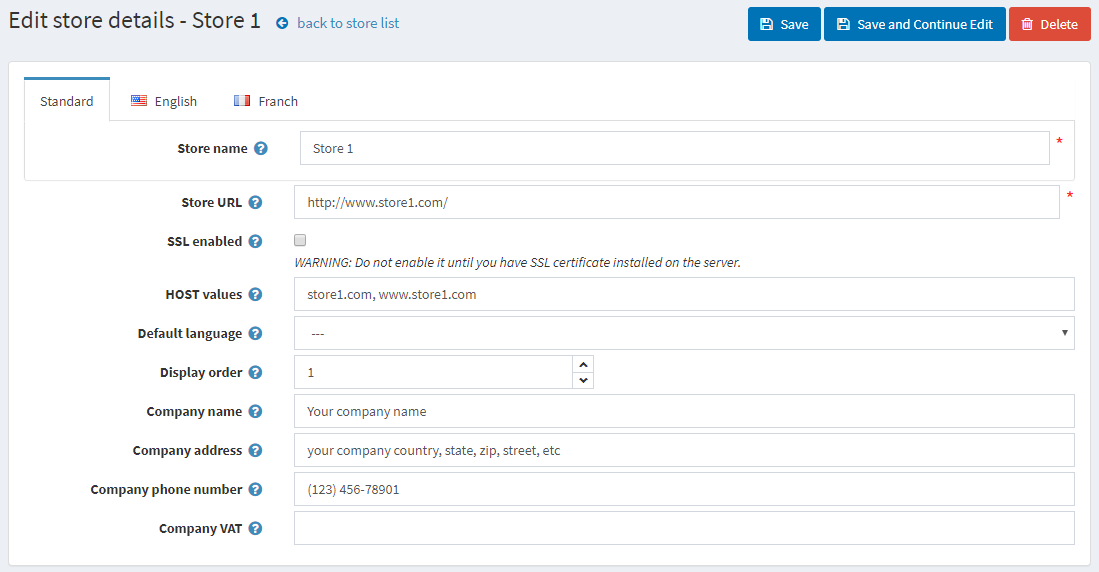 Edit store details - Store 1 back to store list Save Save and Continue Edit Delete
Standard English Franch
Store name ? Store 1 *
Store URL ? http://www.store1.com/ *
SSL enabled ?
WARNING: Do not enable it until you have SSL certificate installed on the server.
HOST values ? store1.com, www.store1.com
Default language ? ---
Display order ? 1
Company name ? Your company name
Company address ? your company country, state, zip, street, etc
Company phone number ? (123) 456-78901
Company VAT ?